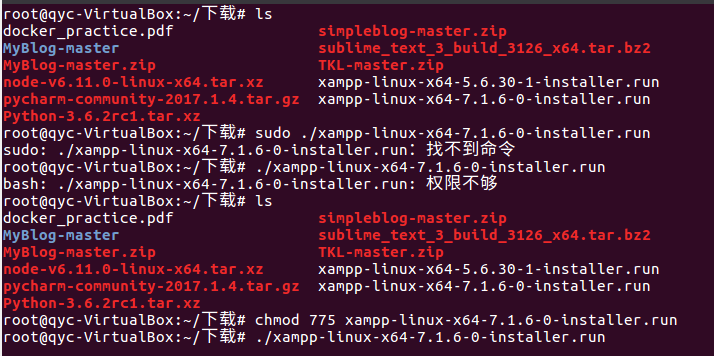 root@qyc-VirtualBox:~/下载# ls
docker_practice.pdf simpleblog-master.zip
MyBlog-master sublime_text_3_build_3126_x64.tar.bz2
MyBlog-master.zip TKL-master.zip
node-v6.11.0-linux-x64.tar.xz xampp-linux-x64-5.6.30-1-installer.run
pycharm-community-2017.1.4.tar.gz xampp-linux-x64-7.1.6-0-installer.run
Python-3.6.2rc1.tar.xz
root@qyc-VirtualBox:~/下载# sudo ./xampp-linux-x64-7.1.6-0-installer.run
sudo: ./xampp-linux-x64-7.1.6-0-installer.run：找不到命令
root@qyc-VirtualBox:~/下载# ./xampp-linux-x64-7.1.6-0-installer.run
bash: ./xampp-linux-x64-7.1.6-0-installer.run: 权限不够
root@qyc-VirtualBox:~/下载# ls
docker_practice.pdf simpleblog-master.zip
MyBlog-master sublime_text_3_build_3126_x64.tar.bz2
MyBlog-master.zip TKL-master.zip
node-v6.11.0-linux-x64.tar.xz xampp-linux-x64-5.6.30-1-installer.run
pycharm-community-2017.1.4.tar.gz xampp-linux-x64-7.1.6-0-installer.run
Python-3.6.2rc1.tar.xz
root@qyc-VirtualBox:~/下载# chmod 775 xampp-linux-x64-7.1.6-0-installer.run
root@qyc-VirtualBox:~/下载# ./xampp-linux-x64-7.1.6-0-installer.run